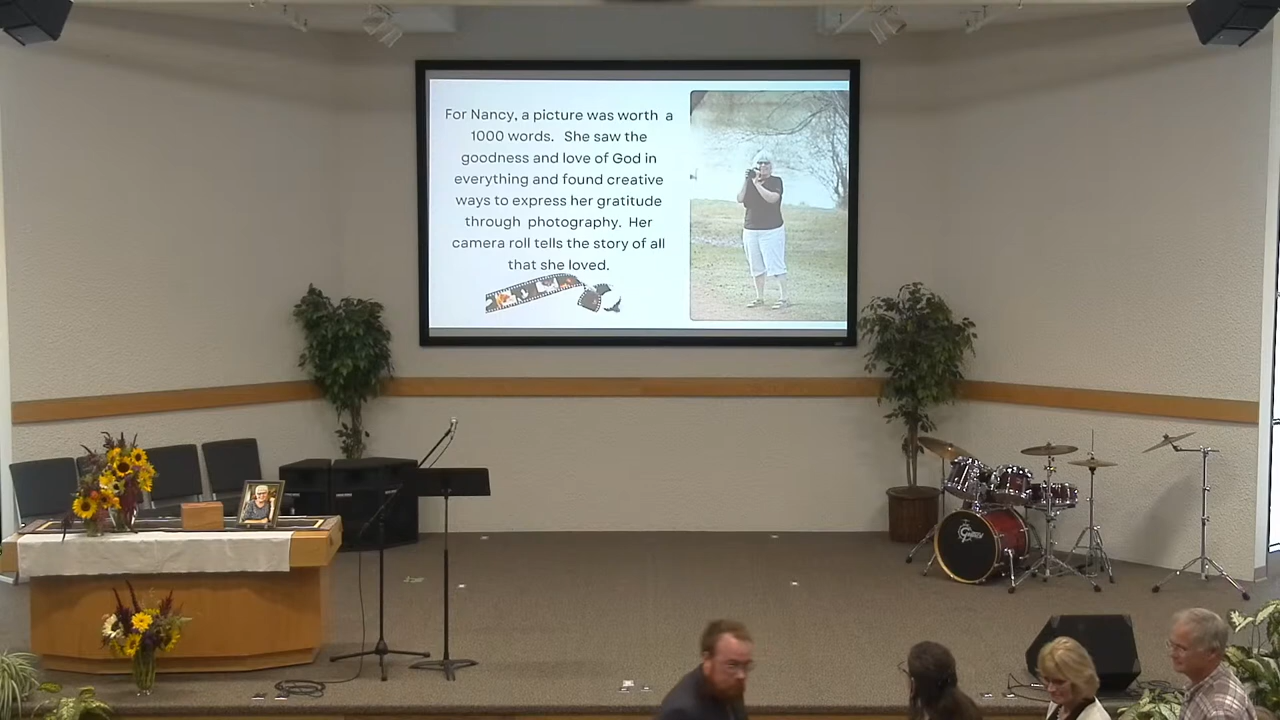 For Nancy, a picture was worth a
1000 words. She saw the
goodness and love of God in
everything and found creative
ways to express her gratitude
through photography. Her
camera roll tells the story of all
that she loved.
Gretsch